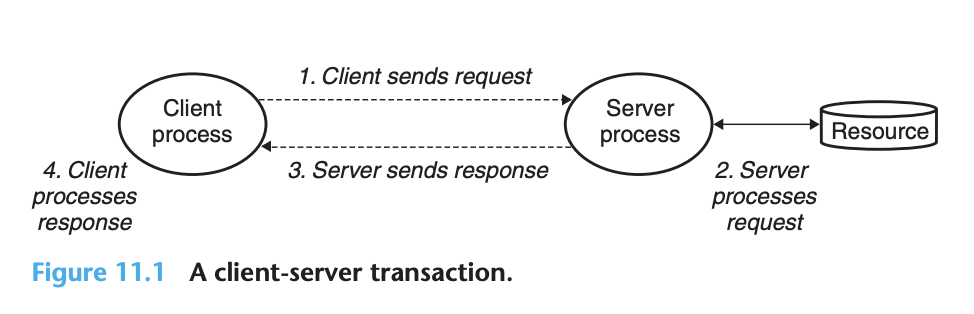 1. Client sends request
Client
process
Server
process
Resource
3. Server sends response
4. Client
processes
response
2. Server
processes
request
Figure 11.1 A client-server transaction.